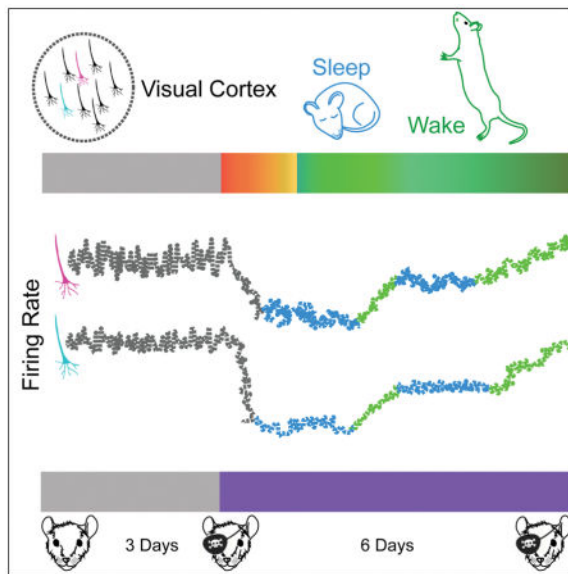 Visual Cortex
Sleep
Wake
Firing Rate
3 Days
6 Days